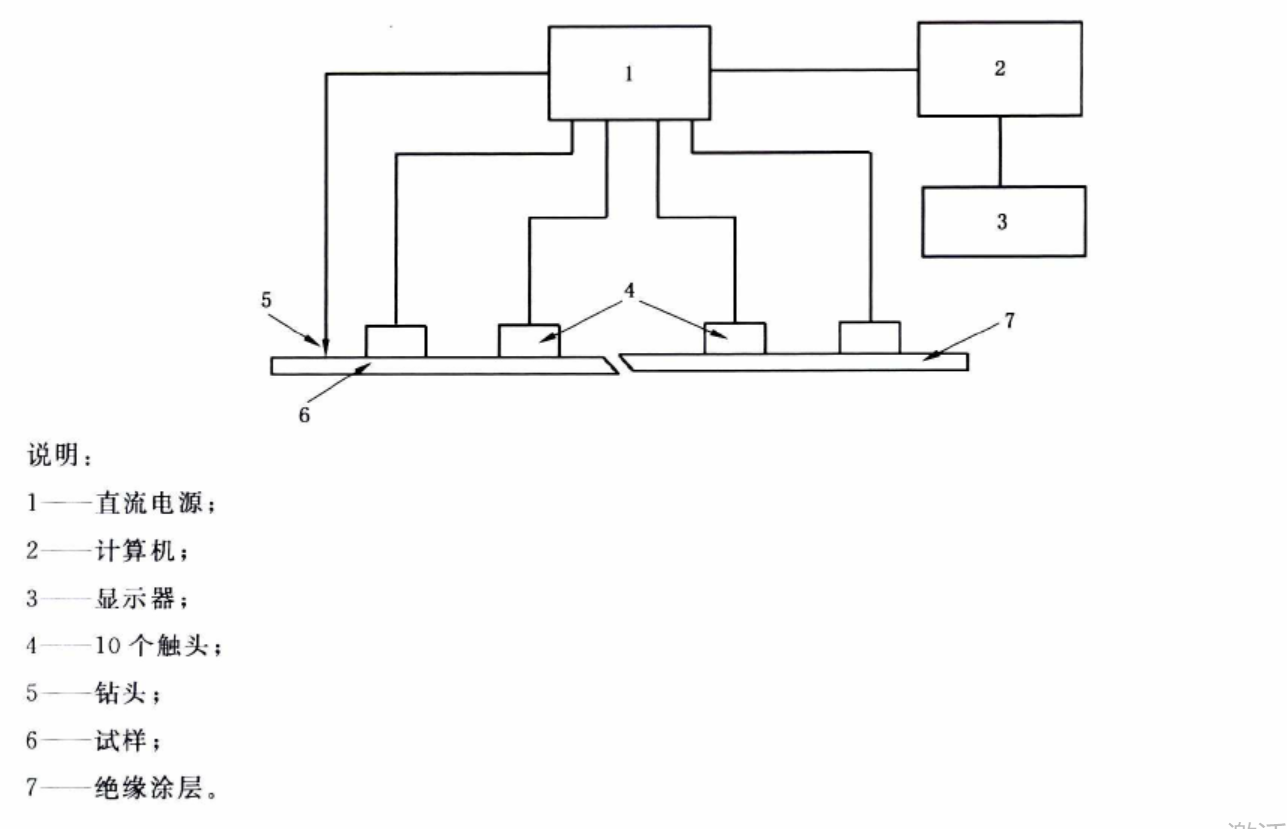 1
2
3
5
4
7
6
说明:
1——直流电源;
2——计算机;
3——显示器;
4——10个触头;
5——钻头;
6——试样;
7——绝缘涂层。